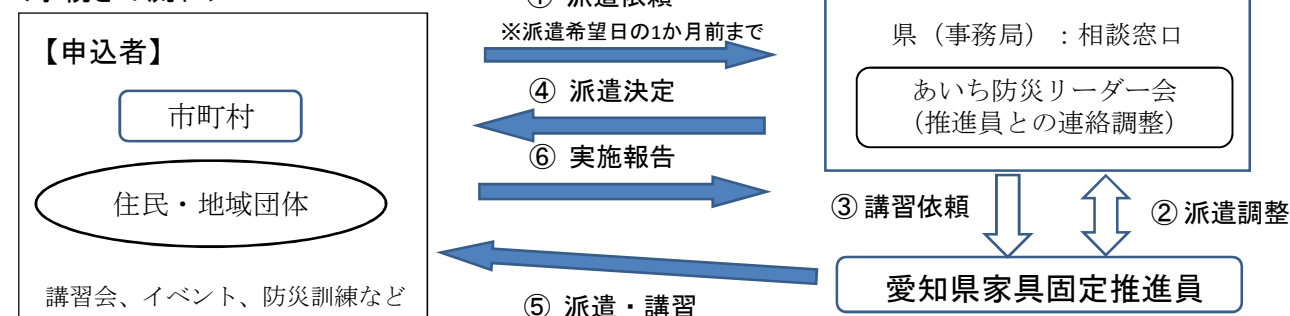 ① 派遣依頼
※派遣希望日の1か月前まで
【申込者】
市町村
住民・地域団体
講習会、イベント、防災訓練など
④ 派遣決定
⑥ 実施報告
⑤ 派遣・講習
県（事務局）：相談窓口
あいち防災リーダー会
（推進員との連絡調整）
③ 講習依頼
② 派遣調整
愛知県家具固定推進員